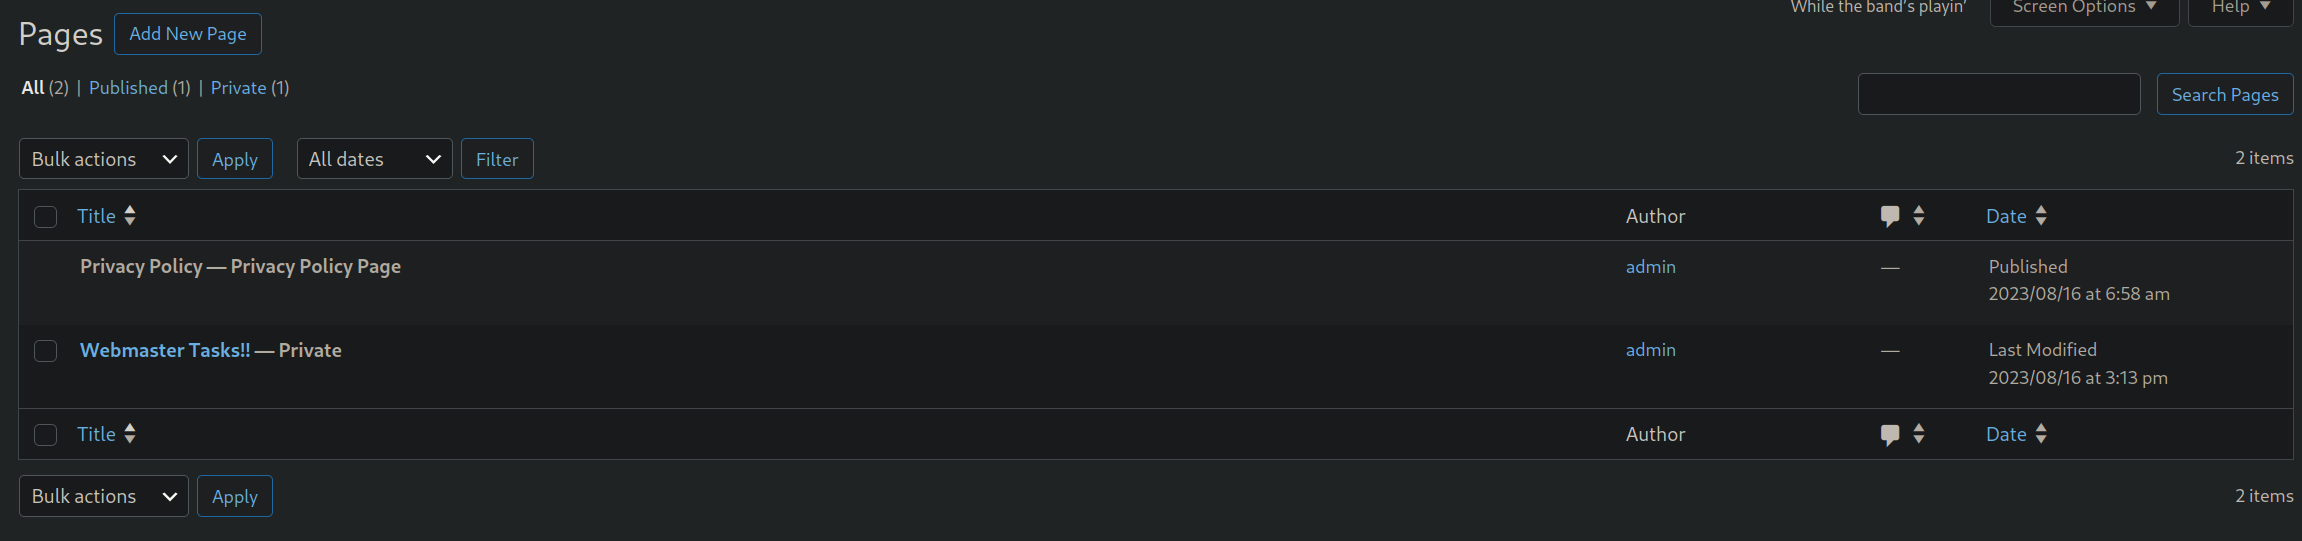 While the band's playin' Screen Options Help
Pages Add New Page
All (2) | Published (1) | Private (1)
Search Pages
Bulk actions Apply All dates Filter 2 items
Title Author Date
Privacy Policy — Privacy Policy Page admin — Published
2023/08/16 at 6:58 am
Webmaster Tasks!! — Private admin — Last Modified
2023/08/16 at 3:13 pm
Title Author Date
Bulk actions Apply 2 items